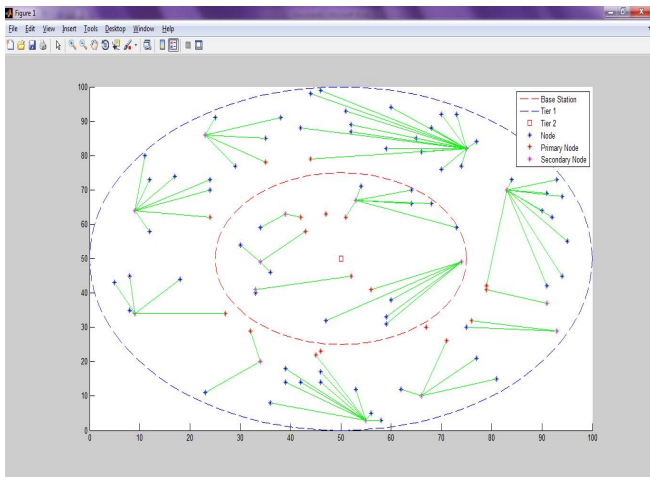 Figure 1
File Edit View Insert Tools Desktop Window Help
100
90
80
70
60
50
40
30
20
10
0
0 10 20 30 40 50 60 70 80 90 100
Base Station
Tier 1
Tier 2
Node
Primary Node
Secondary Node